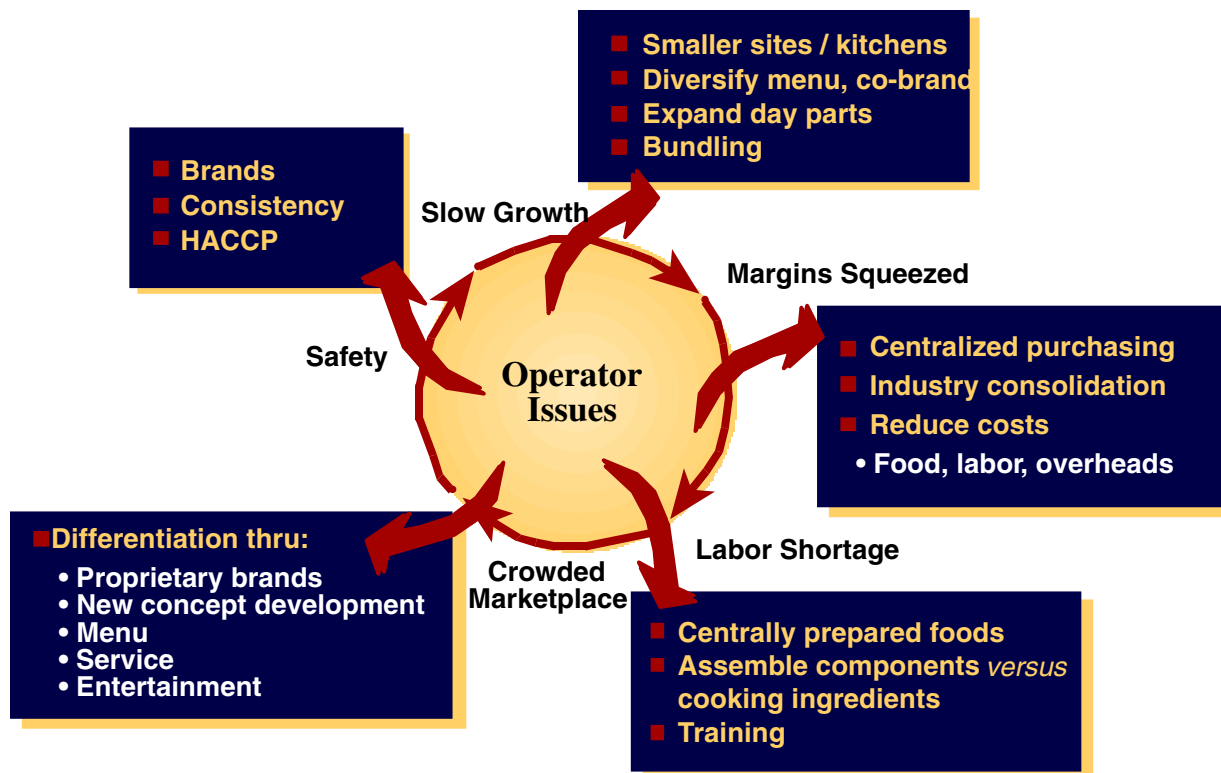 Smaller sites / kitchens
Diversify menu, co-brand
Expand day parts
Bundling
Brands
Consistency
HACCP
Slow Growth
Margins Squeezed
Safety
Operator
Issues
Centralized purchasing
Industry consolidation
Reduce costs
• Food, labor, overheads
Differentiation thru:
• Proprietary brands
• New concept development
• Menu
• Service
• Entertainment
Crowded
Marketplace
Labor Shortage
Centrally prepared foods
Assemble components versus
cooking ingredients
Training